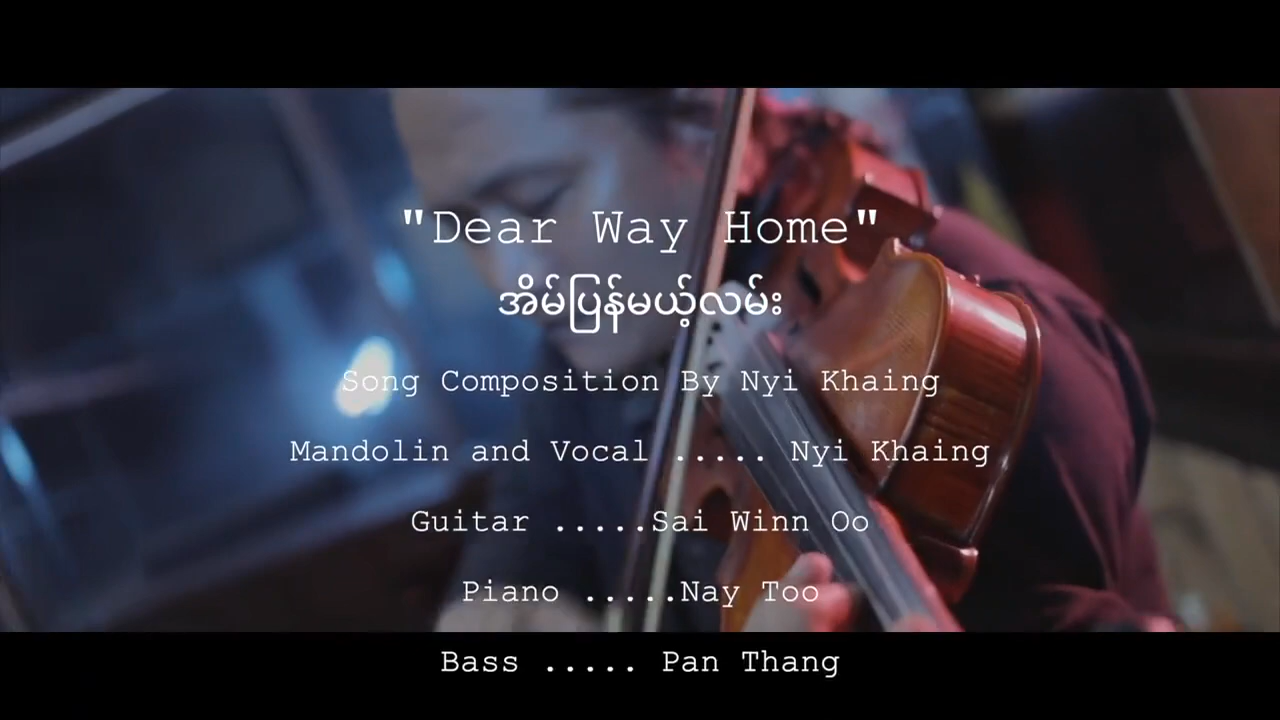 "Dear Way Home"
အိမ်ပြန်မယ့်လမ်း
Song Composition By Nyi Khaing
Mandolin and Vocal ..... Nyi Khaing
Guitar .....Sai Winn Oo
Piano .....Nay Too
Bass ..... Pan Thang